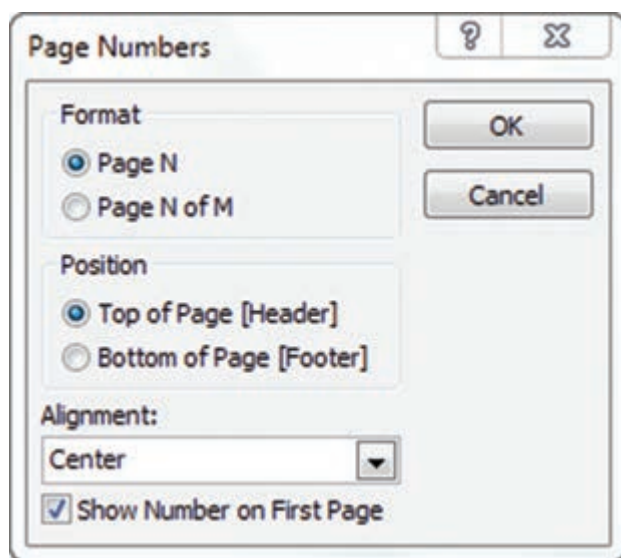 Page Numbers
Format
Page N
Page N of M
OK
Cancel
Position
Top of Page [Header]
Bottom of Page [Footer]
Alignment:
Center
Show Number on First Page